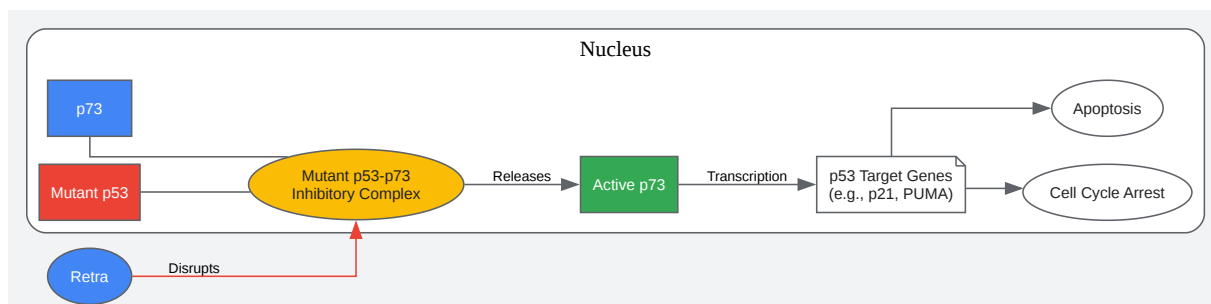 Nucleus
p73
Apoptosis
Mutant p53
Mutant p53-p73
Inhibitory Complex
Releases
Active p73
Transcription
p53 Target Genes
(e.g., p21, PUMA)
Cell Cycle Arrest
Retra
Disrupts